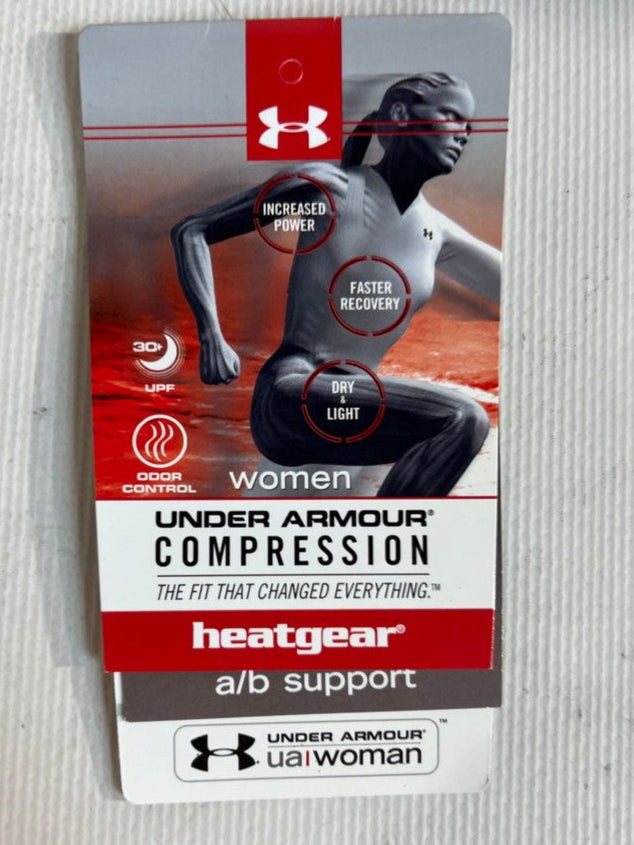 INCREASED
POWER
FASTER
RECOVERY
30+
UPF
DRY
&
LIGHT
ODOR
CONTROL
women
UNDER ARMOUR®
COMPRESSION
THE FIT THAT CHANGED EVERYTHING.™
heatgear®
a/b support
UNDER ARMOUR®
ua|woman
™